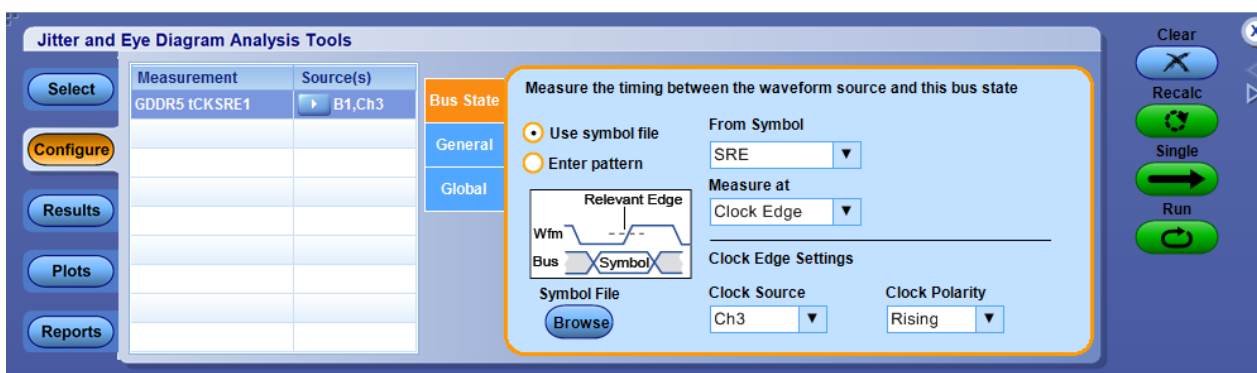 Jitter and Eye Diagram Analysis Tools
Select
Configure
Results
Plots
Reports
Measurement Source(s)
GDDR5 tCKSRE1 B1,Ch3
Bus State
General
Global
Measure the timing between the waveform source and this bus state
Use symbol file
Enter pattern
Relevant Edge
Wfm
Bus Symbol
Symbol File
Browse
From Symbol
SRE
Measure at
Clock Edge
Clock Edge Settings
Clock Source Clock Polarity
Ch3 Rising
Clear
Recalc
Single
Run